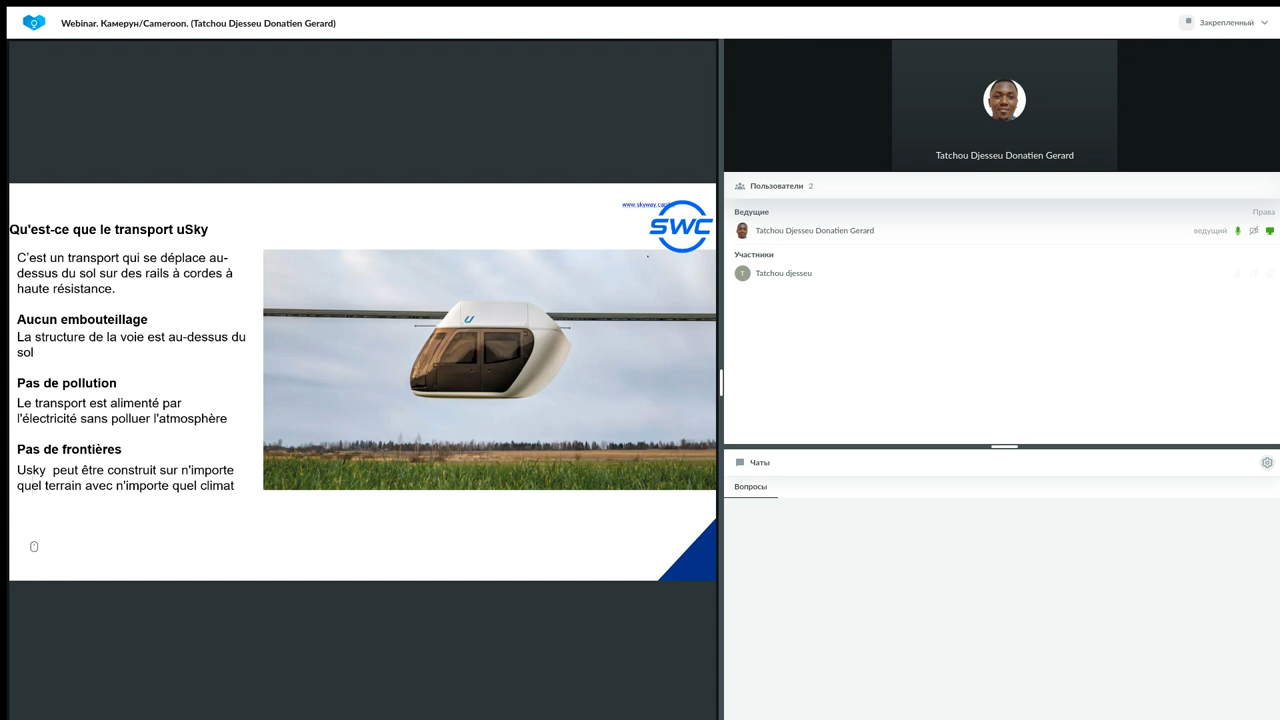 Webinar. Камерун/Cameroon. (Tatchou Djesseu Donatien Gerard)
Закрепленный
www.skyway.capital
SWC
Qu'est-ce que le transport uSky
C'est un transport qui se déplace au-
dessus du sol sur des rails à cordes à
haute résistance.
Aucun embouteillage
La structure de la voie est au-dessus du
sol
Pas de pollution
Le transport est alimenté par
l'électricité sans polluer l'atmosphère
Pas de frontières
Usky  peut être construit sur n'importe
quel terrain avec n'importe quel climat
U
Tatchou Djesseu Donatien Gerard
Пользователи 2
Ведущие Права
Tatchou Djesseu Donatien Gerard ведущий
Участники
T Tatchou djesseu
Чаты
Вопросы